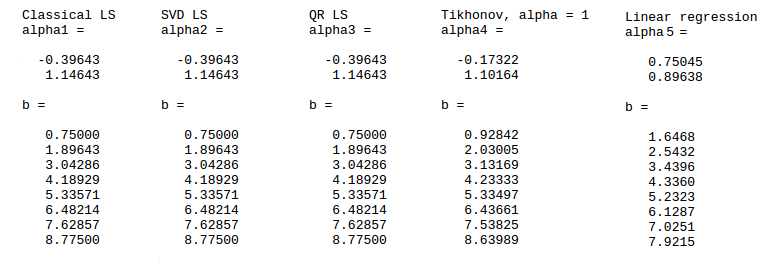 Classical LS SVD LS QR LS Tikhonov, alpha = 1 Linear regression
alpha1 = alpha2 = alpha3 = alpha4 = alpha5 =
-0.39643 -0.39643 -0.39643 -0.17322 0.75045
1.14643 1.14643 1.14643 1.10164 0.89638
b = b = b = b = b =
0.75000 0.75000 0.75000 0.92842 1.6468
1.89643 1.89643 1.89643 2.03005 2.5432
3.04286 3.04286 3.04286 3.13169 3.4396
4.18929 4.18929 4.18929 4.23333 4.3360
5.33571 5.33571 5.33571 5.33497 5.2323
6.48214 6.48214 6.48214 6.43661 6.1287
7.62857 7.62857 7.62857 7.53825 7.0251
8.77500 8.77500 8.77500 8.63989 7.9215